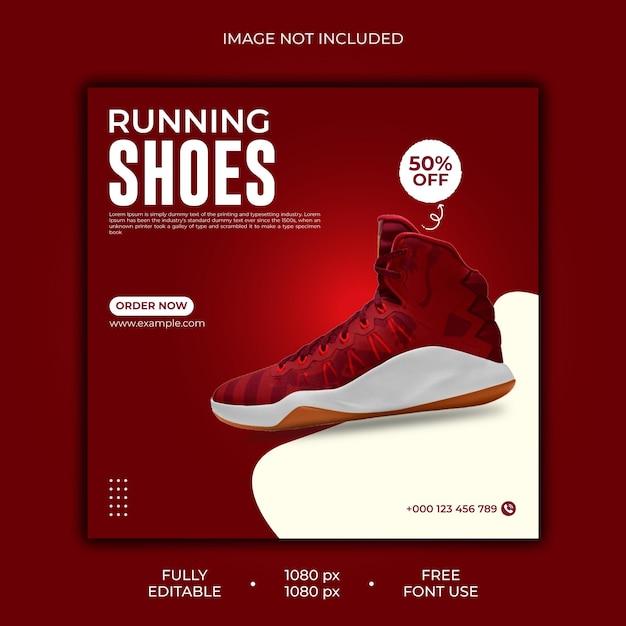 IMAGE NOT INCLUDED
RUNNING
SHOES
Lorem Ipsum is simply dummy text of the printing and typesetting industry.
Lorem Ipsum has been the industry's standard dummy text ever since the 1500s,
when an unknown printer took a galley of type and scrambled it to make a type specimen
book
50%
OFF
ORDER NOW
www.example.com
+000 123 456 789
FULLY
EDITABLE
1080 px
1080 px
FREE
FONT USE